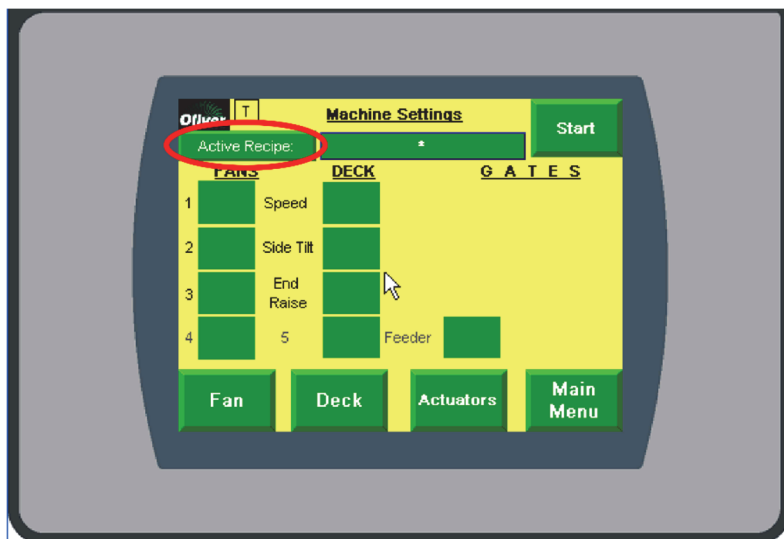 Oliver T Machine Settings Start
Active Recipe: *
FANS DECK G A T E S
1 Speed
2 Side Tilt
3 End Raise
4 5 Feeder
Fan Deck Actuators Main Menu